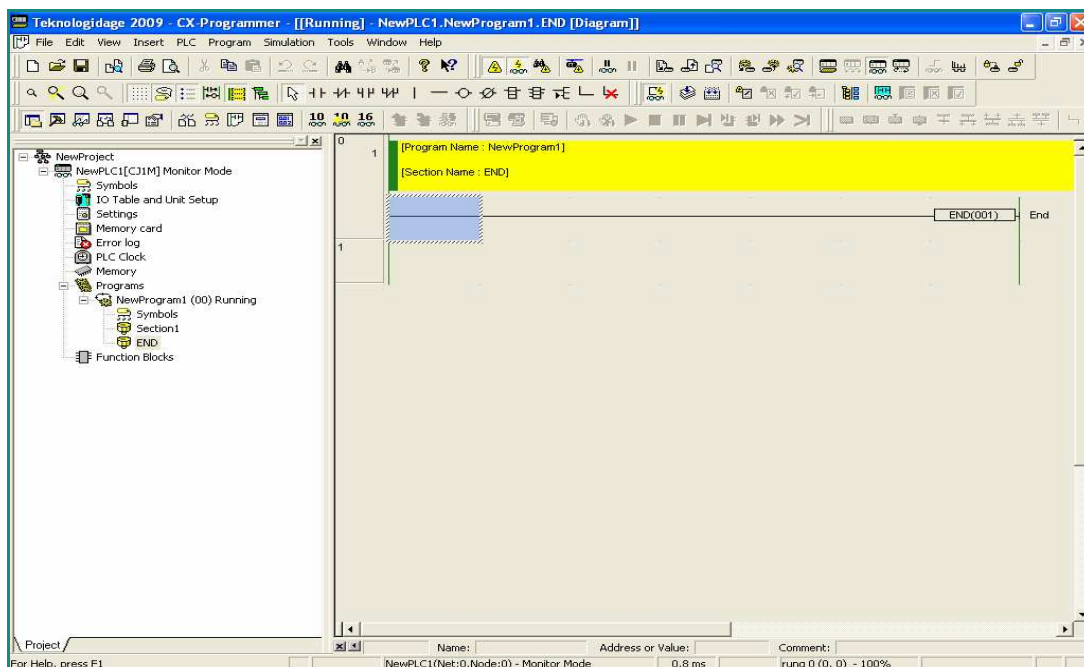 Teknologidage 2009 - CX-Programmer - [[Running] - NewPLC1.NewProgram1.END [Diagram]]
File Edit View Insert PLC Program Simulation Tools Window Help
10 10 16
NewProject
NewPLC1[CJ1M] Monitor Mode
Symbols
IO Table and Unit Setup
Settings
Memory card
Error log
PLC Clock
Memory
Programs
NewProgram1 (00) Running
Symbols
Section1
END
Function Blocks
Project
0
1
[Program Name : NewProgram1]
[Section Name : END]
END(001) End
1
Name: Address or Value: Comment:
For Help, press F1 NewPLC1(Net:0,Node:0) - Monitor Mode 0.8 ms rung 0 (0, 0) - 100%